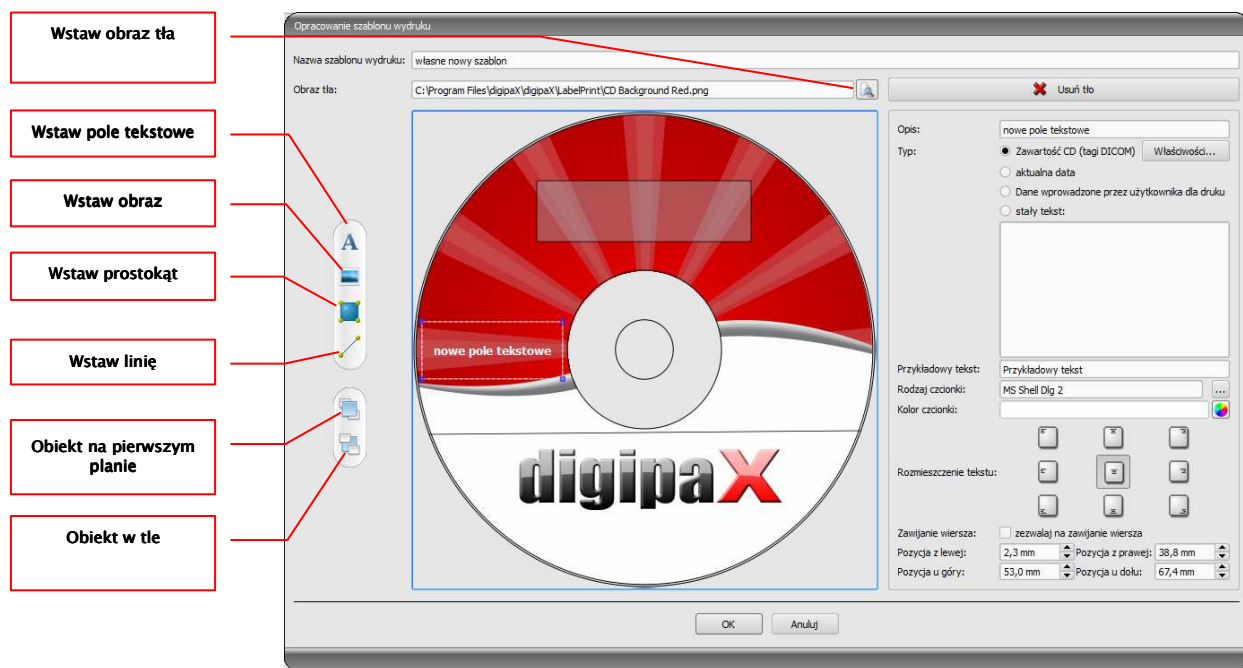 Wstaw obraz tła
Wstaw pole tekstowe
Wstaw obraz
Wstaw prostokąt
Wstaw linię
Obiekt na pierwszym
planie
Obiekt w tle
Opracowanie szablonu wydruku
Nazwa szablonu wydruku: własne nowy szablon
Obraz tła: C:\Program Files\digipaX\digipaX\LabelPrint\CD Background Red.png
Usuń tło
A
nowe pole tekstowe
digipaX
Opis: nowe pole tekstowe
Typ: Zawartość CD (tagi DICOM) Właściwości...
aktualna data
Dane wprowadzone przez użytkownika dla druku
stały tekst:
Przykładowy tekst: Przykładowy tekst
Rodzaj czcionki: MS Shell Dlg 2 ...
Kolor czcionki:
Rozmieszczenie tekstu:
Zawijanie wiersza: zezwalaj na zawijanie wiersza
Pozycja z lewej: 2,3 mm Pozycja z prawej: 38,8 mm
Pozycja u góry: 53,0 mm Pozycja u dołu: 67,4 mm
OK Anuluj